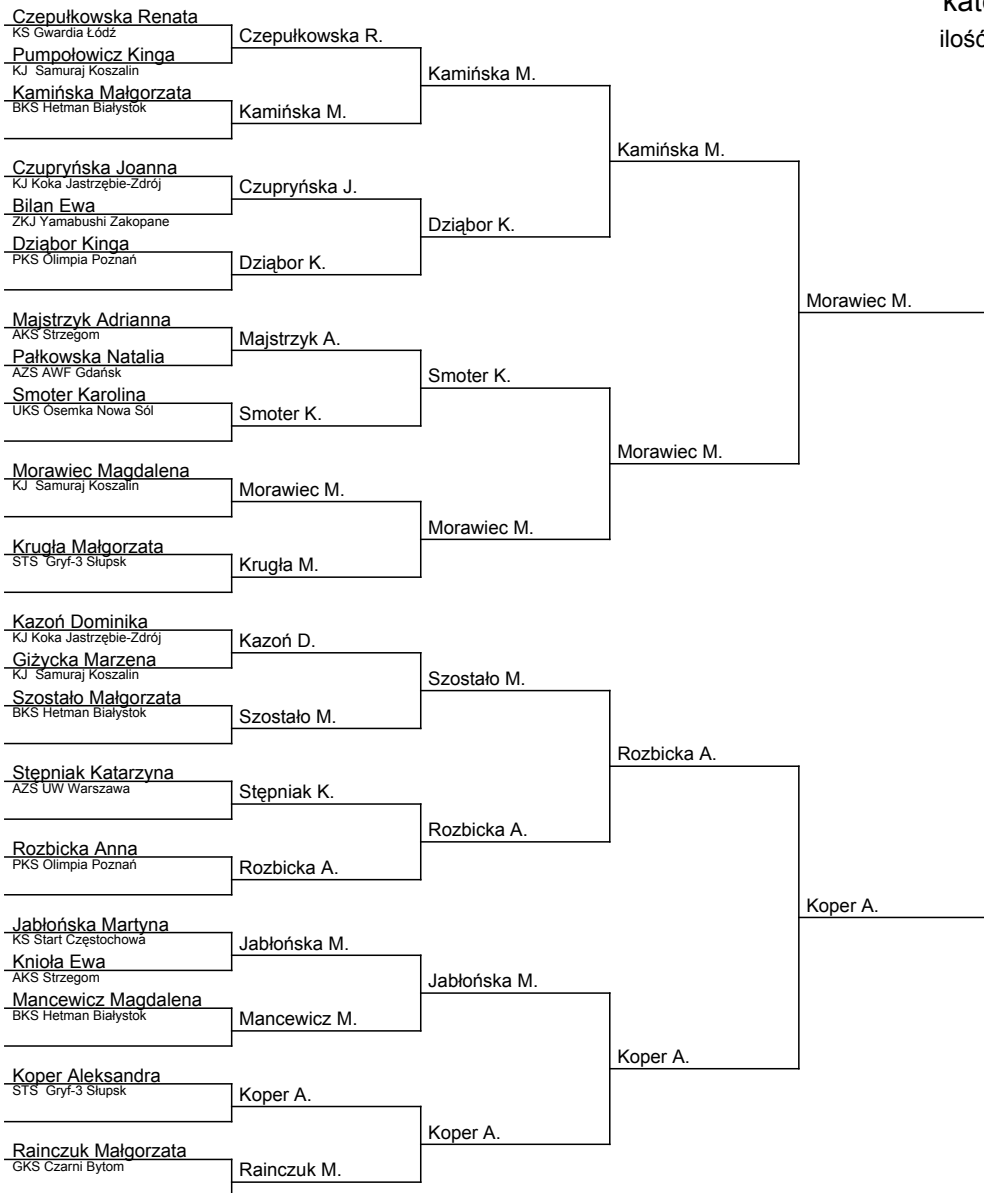 kat
ilość
Czepułkowska Renata
KS Gwardia Łódź
Pumpołowicz Kinga
KJ Samuraj Koszalin
Kamińska Małgorzata
BKS Hetman Białystok
Czupryńska Joanna
KJ Koka Jastrzębie-Zdrój
Bilan Ewa
ZKJ Yamabushi Zakopane
Dziąbor Kinga
PKS Olimpia Poznań
Majstrzyk Adrianna
AKS Strzegom
Pałkowska Natalia
AZS AWF Gdańsk
Smoter Karolina
UKS Ósemka Nowa Sól
Morawiec Magdalena
KJ Samuraj Koszalin
Krugła Małgorzata
STS Gryf-3 Słupsk
Kazoń Dominika
KJ Koka Jastrzębie-Zdrój
Giżycka Marzena
KJ Samuraj Koszalin
Szostało Małgorzata
BKS Hetman Białystok
Stępniak Katarzyna
AZS UW Warszawa
Rozbicka Anna
PKS Olimpia Poznań
Jabłońska Martyna
KS Start Częstochowa
Knioła Ewa
AKS Strzegom
Mancewicz Magdalena
BKS Hetman Białystok
Koper Aleksandra
STS Gryf-3 Słupsk
Rainczuk Małgorzata
GKS Czarni Bytom
Czepułkowska R.
Kamińska M.
Czupryńska J.
Dziąbor K.
Majstrzyk A.
Smoter K.
Morawiec M.
Krugła M.
Kazoń D.
Szostało M.
Stępniak K.
Rozbicka A.
Jabłońska M.
Mancewicz M.
Koper A.
Rainczuk M.
Kamińska M.
Dziąbor K.
Smoter K.
Morawiec M.
Szostało M.
Rozbicka A.
Jabłońska M.
Koper A.
Kamińska M.
Morawiec M.
Rozbicka A.
Koper A.
Morawiec M.
Koper A.